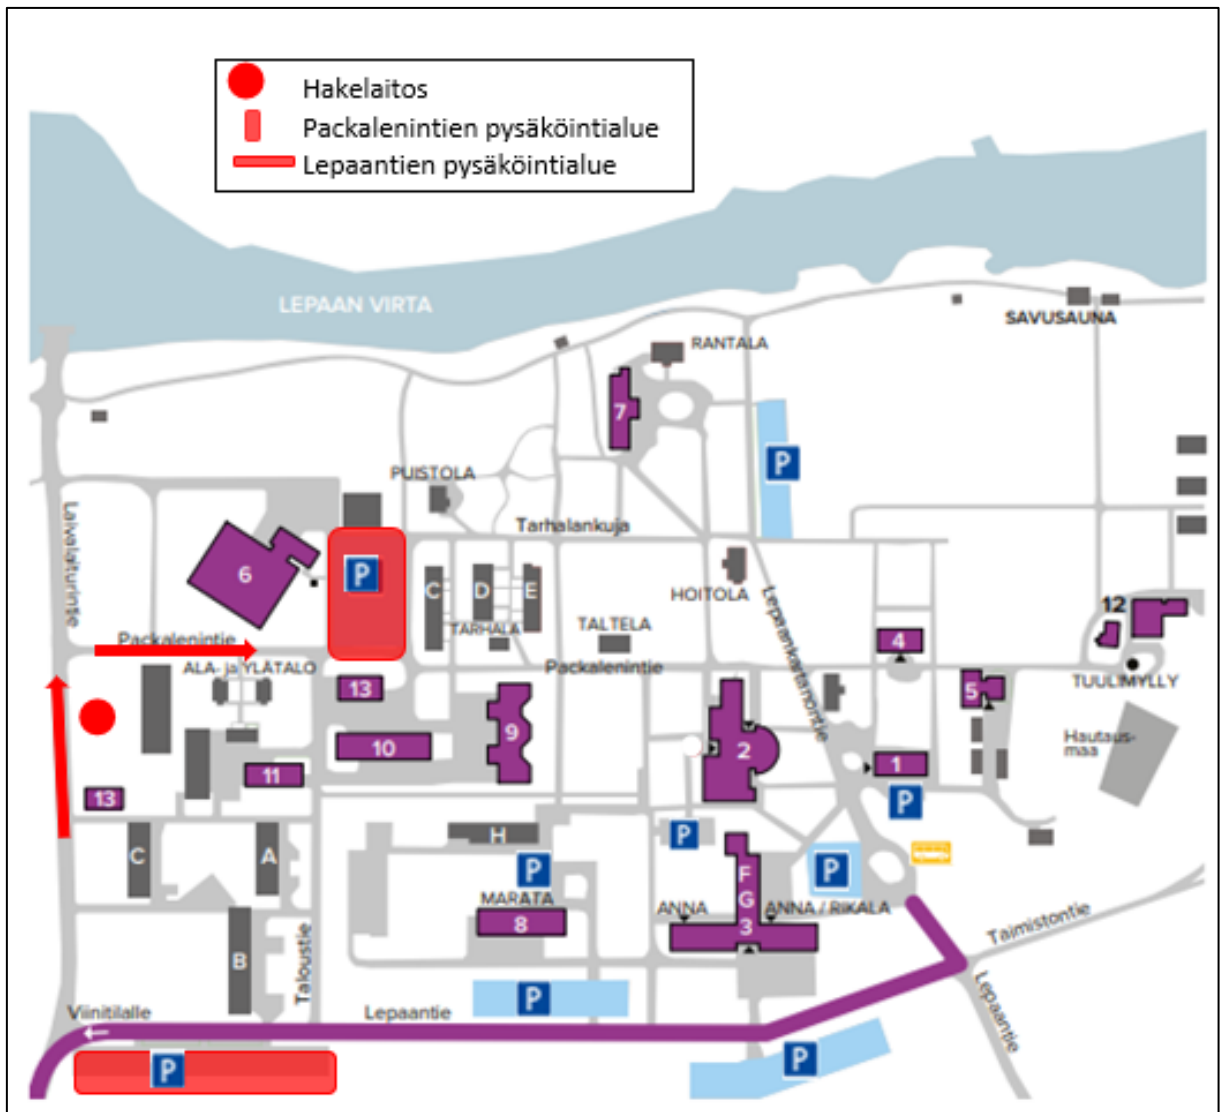 Hakelaitos
Packalenintien pysäköintialue
Lepaantien pysäköintialue
LEPAAN VIRTA
SAVUSAUNA
RANTALA
7
P
PUISTOLA
Laivalaiturintie
Tarhalankuja
6
P
C
D
E
HOITOLA
Lepaankartanontie
12
TARHALA
TALTELA
4
Packalenintie
Packalenintie
ALA- ja YLÄTALO
13
5
TUULIMYLLY
9
10
2
Hautaus-
maa
11
1
13
P
H
P
C
A
P
F
P
MARATA
G
ANNA
ANNA / RIKALA
8
3
Taimistontie
B
Taloustie
Lepaantie
P
Viinitilalle
Lepaantie
P
P